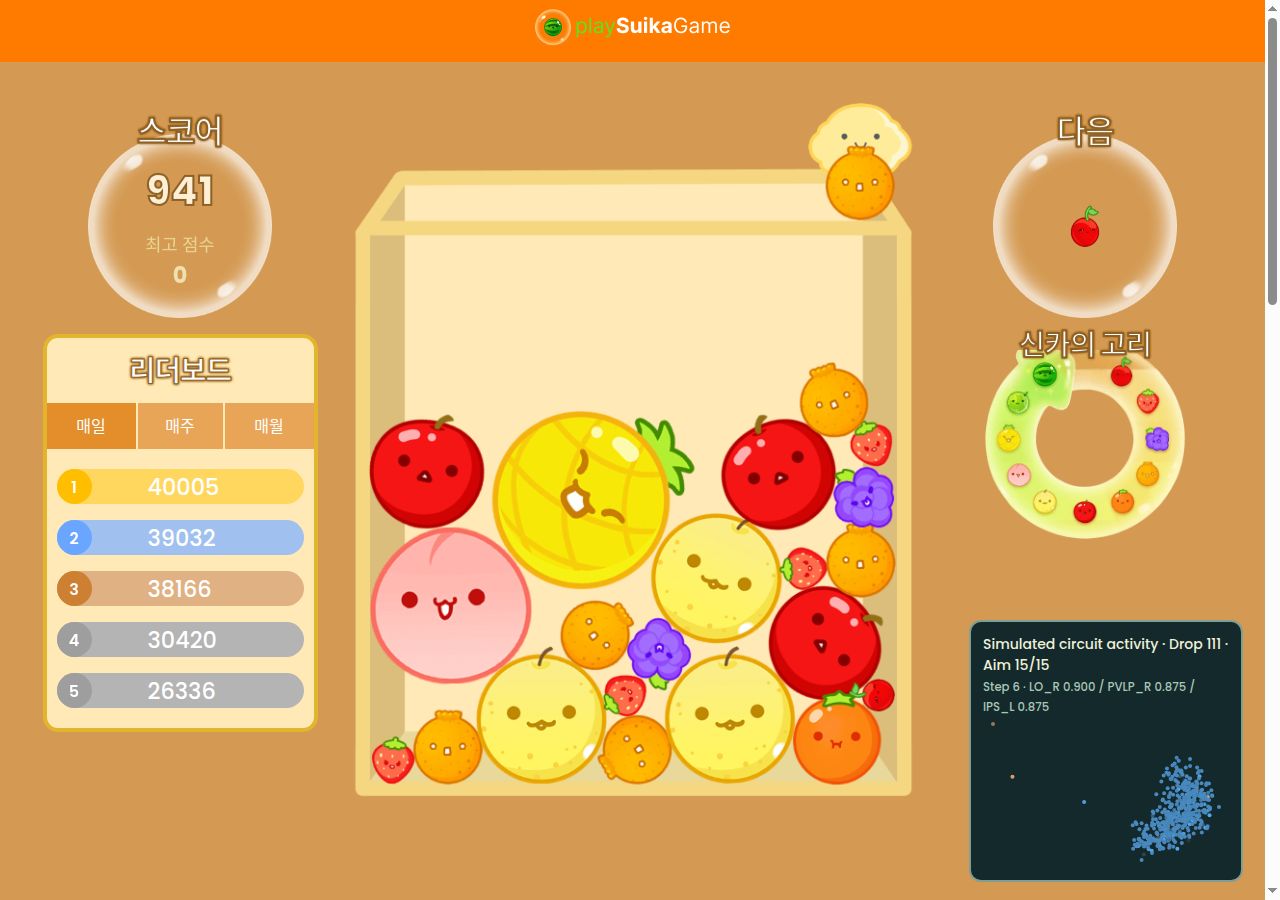 playSuikaGame
스코어
941
최고 점수
0
리더보드
매일 매주 매월
1 40005
2 39032
3 38166
4 30420
5 26336
다음
신카의 고리
Simulated circuit activity · Drop 111 ·
Aim 15/15
Step 6 · LO_R 0.900 / PVLP_R 0.875 /
IPS_L 0.875